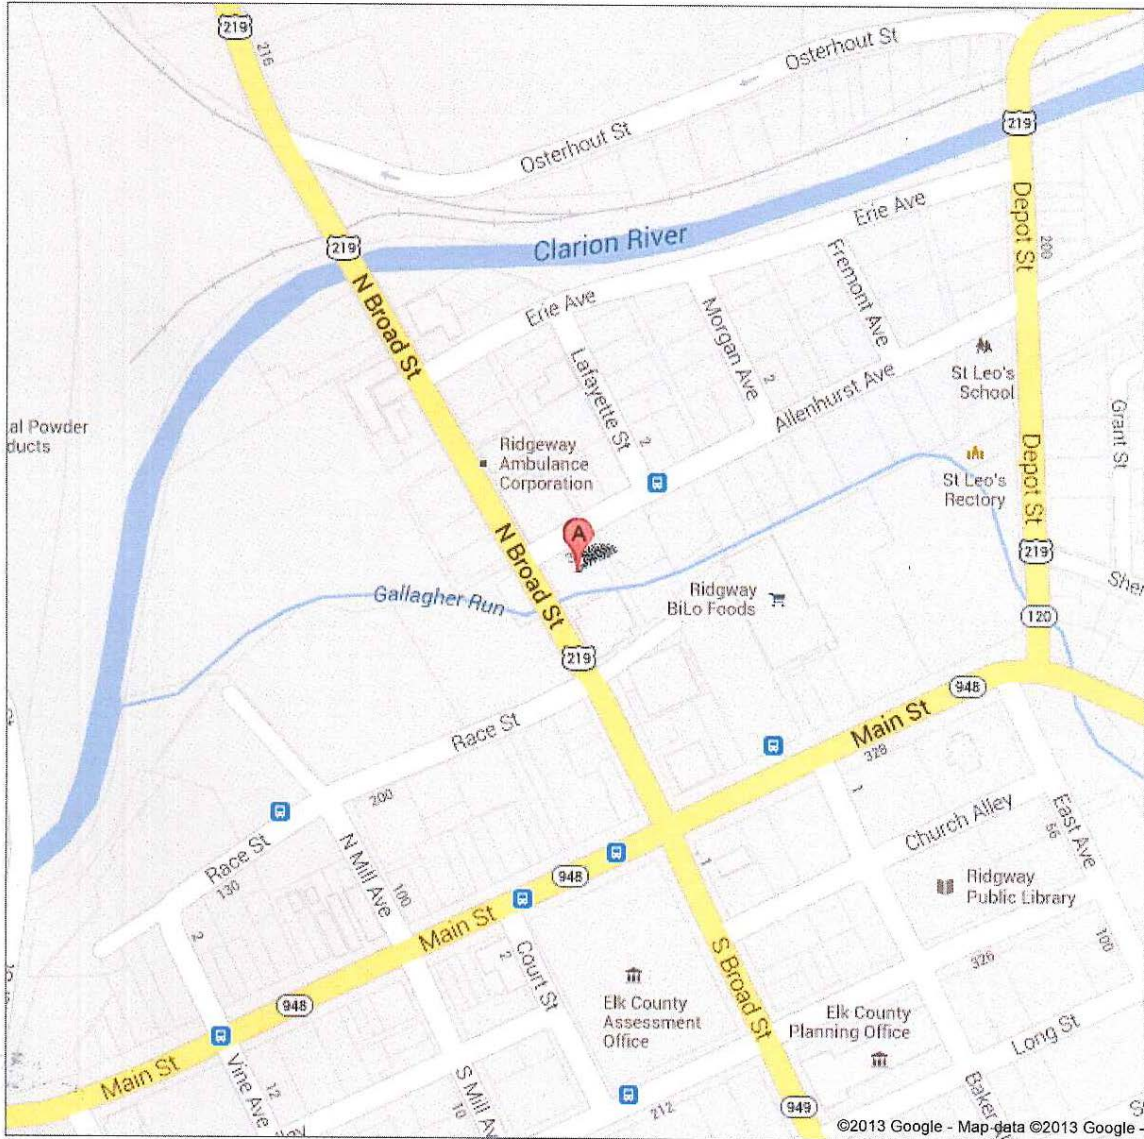 219
216
Osterhout St
Osterhout St
219
219
Clarion River
Erie Ave
Depot St
200
N Broad St
Erie Ave
Morgan Ave
2
Fremont Ave
Lafayette St
2
Allenhurst Ave
St Leo's
School
Grant St
al Powder
ducts
Ridgeway
Ambulance
Corporation
St Leo's
Rectory
Depot St
219
A
N Broad St
Gallagher Run
Ridgway
BiLo Foods
Sher
120
219
948
Race St
Main St
328
1
200
Race St
130
2
N Mill Ave
100
948
1
Church Alley
East Ave
56
Ridgway
Public Library
100
326
Main St
Court St
2
S Broad St
Elk County
Assessment
Office
Elk County
Planning Office
Long St
948
Main St
Vine Ave
12
S Mill Av
10
212
949
Baker
©2013 Google - Map data ©2013 Google -